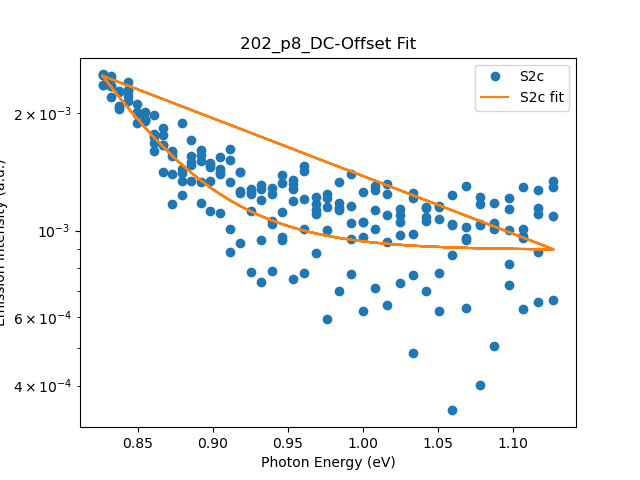 202_p8_DC-Offset Fit
S2c
S2c fit
2 × 10⁻³
10⁻³
6 × 10⁻⁴
4 × 10⁻⁴
Emission Intensity (a.u.)
0.85 0.90 0.95 1.00 1.05 1.10
Photon Energy (eV)